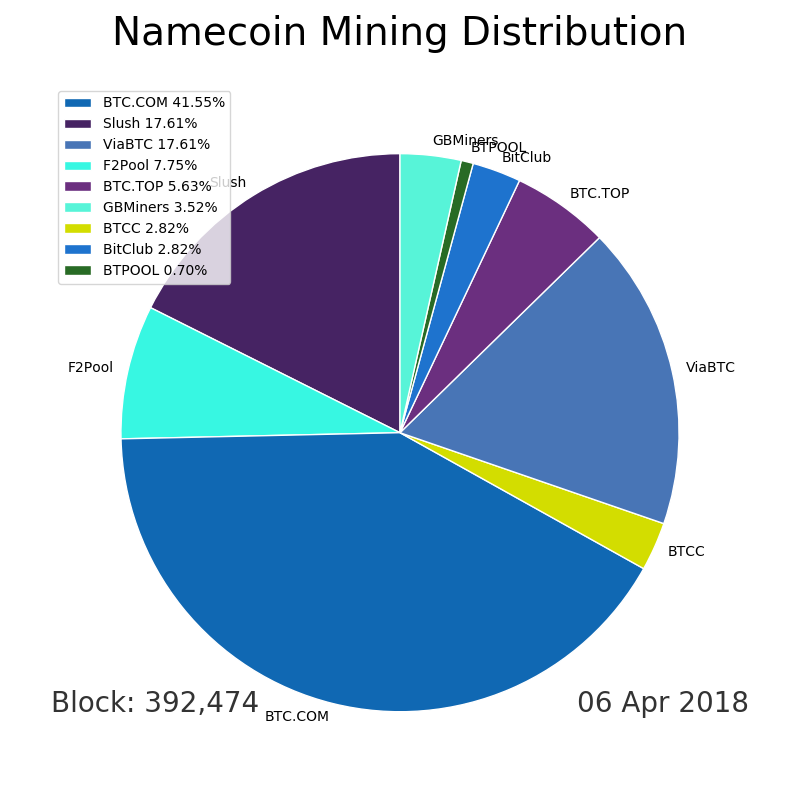 Namecoin Mining Distribution
BTC.COM 41.55%
Slush 17.61%
ViaBTC 17.61%
F2Pool 7.75%
BTC.TOP 5.63%
GBMiners 3.52%
BTCC 2.82%
BitClub 2.82%
BTPOOL 0.70%
GBMiners
BTPOOL
BitClub
Slush
BTC.TOP
F2Pool
ViaBTC
BTCC
Block: 392,474
06 Apr 2018
BTC.COM